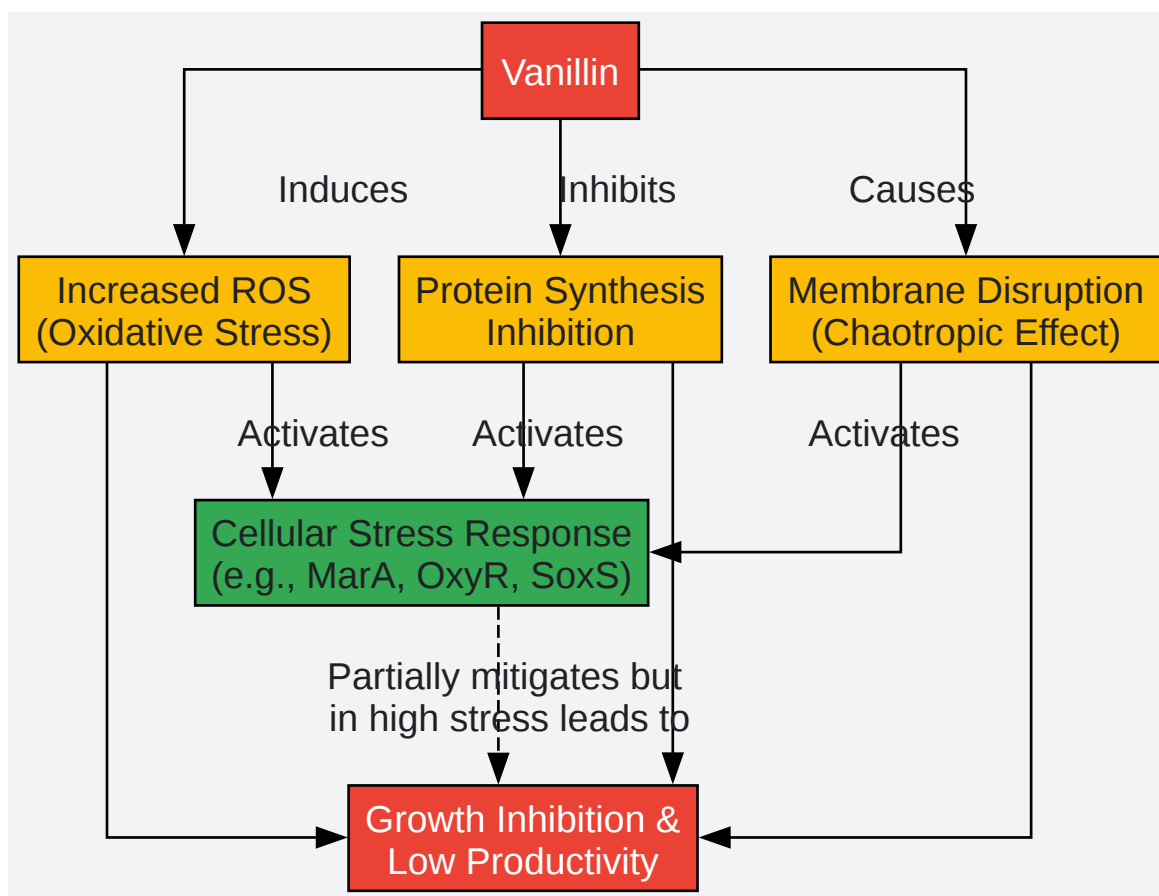 Vanillin
Induces
Inhibits
Causes
Increased ROS
(Oxidative Stress)
Protein Synthesis
Inhibition
Membrane Disruption
(Chaotropic Effect)
Activates
Activates
Activates
Cellular Stress Response
(e.g., MarA, OxyR, SoxS)
Partially mitigates but
in high stress leads to
Growth Inhibition &
Low Productivity